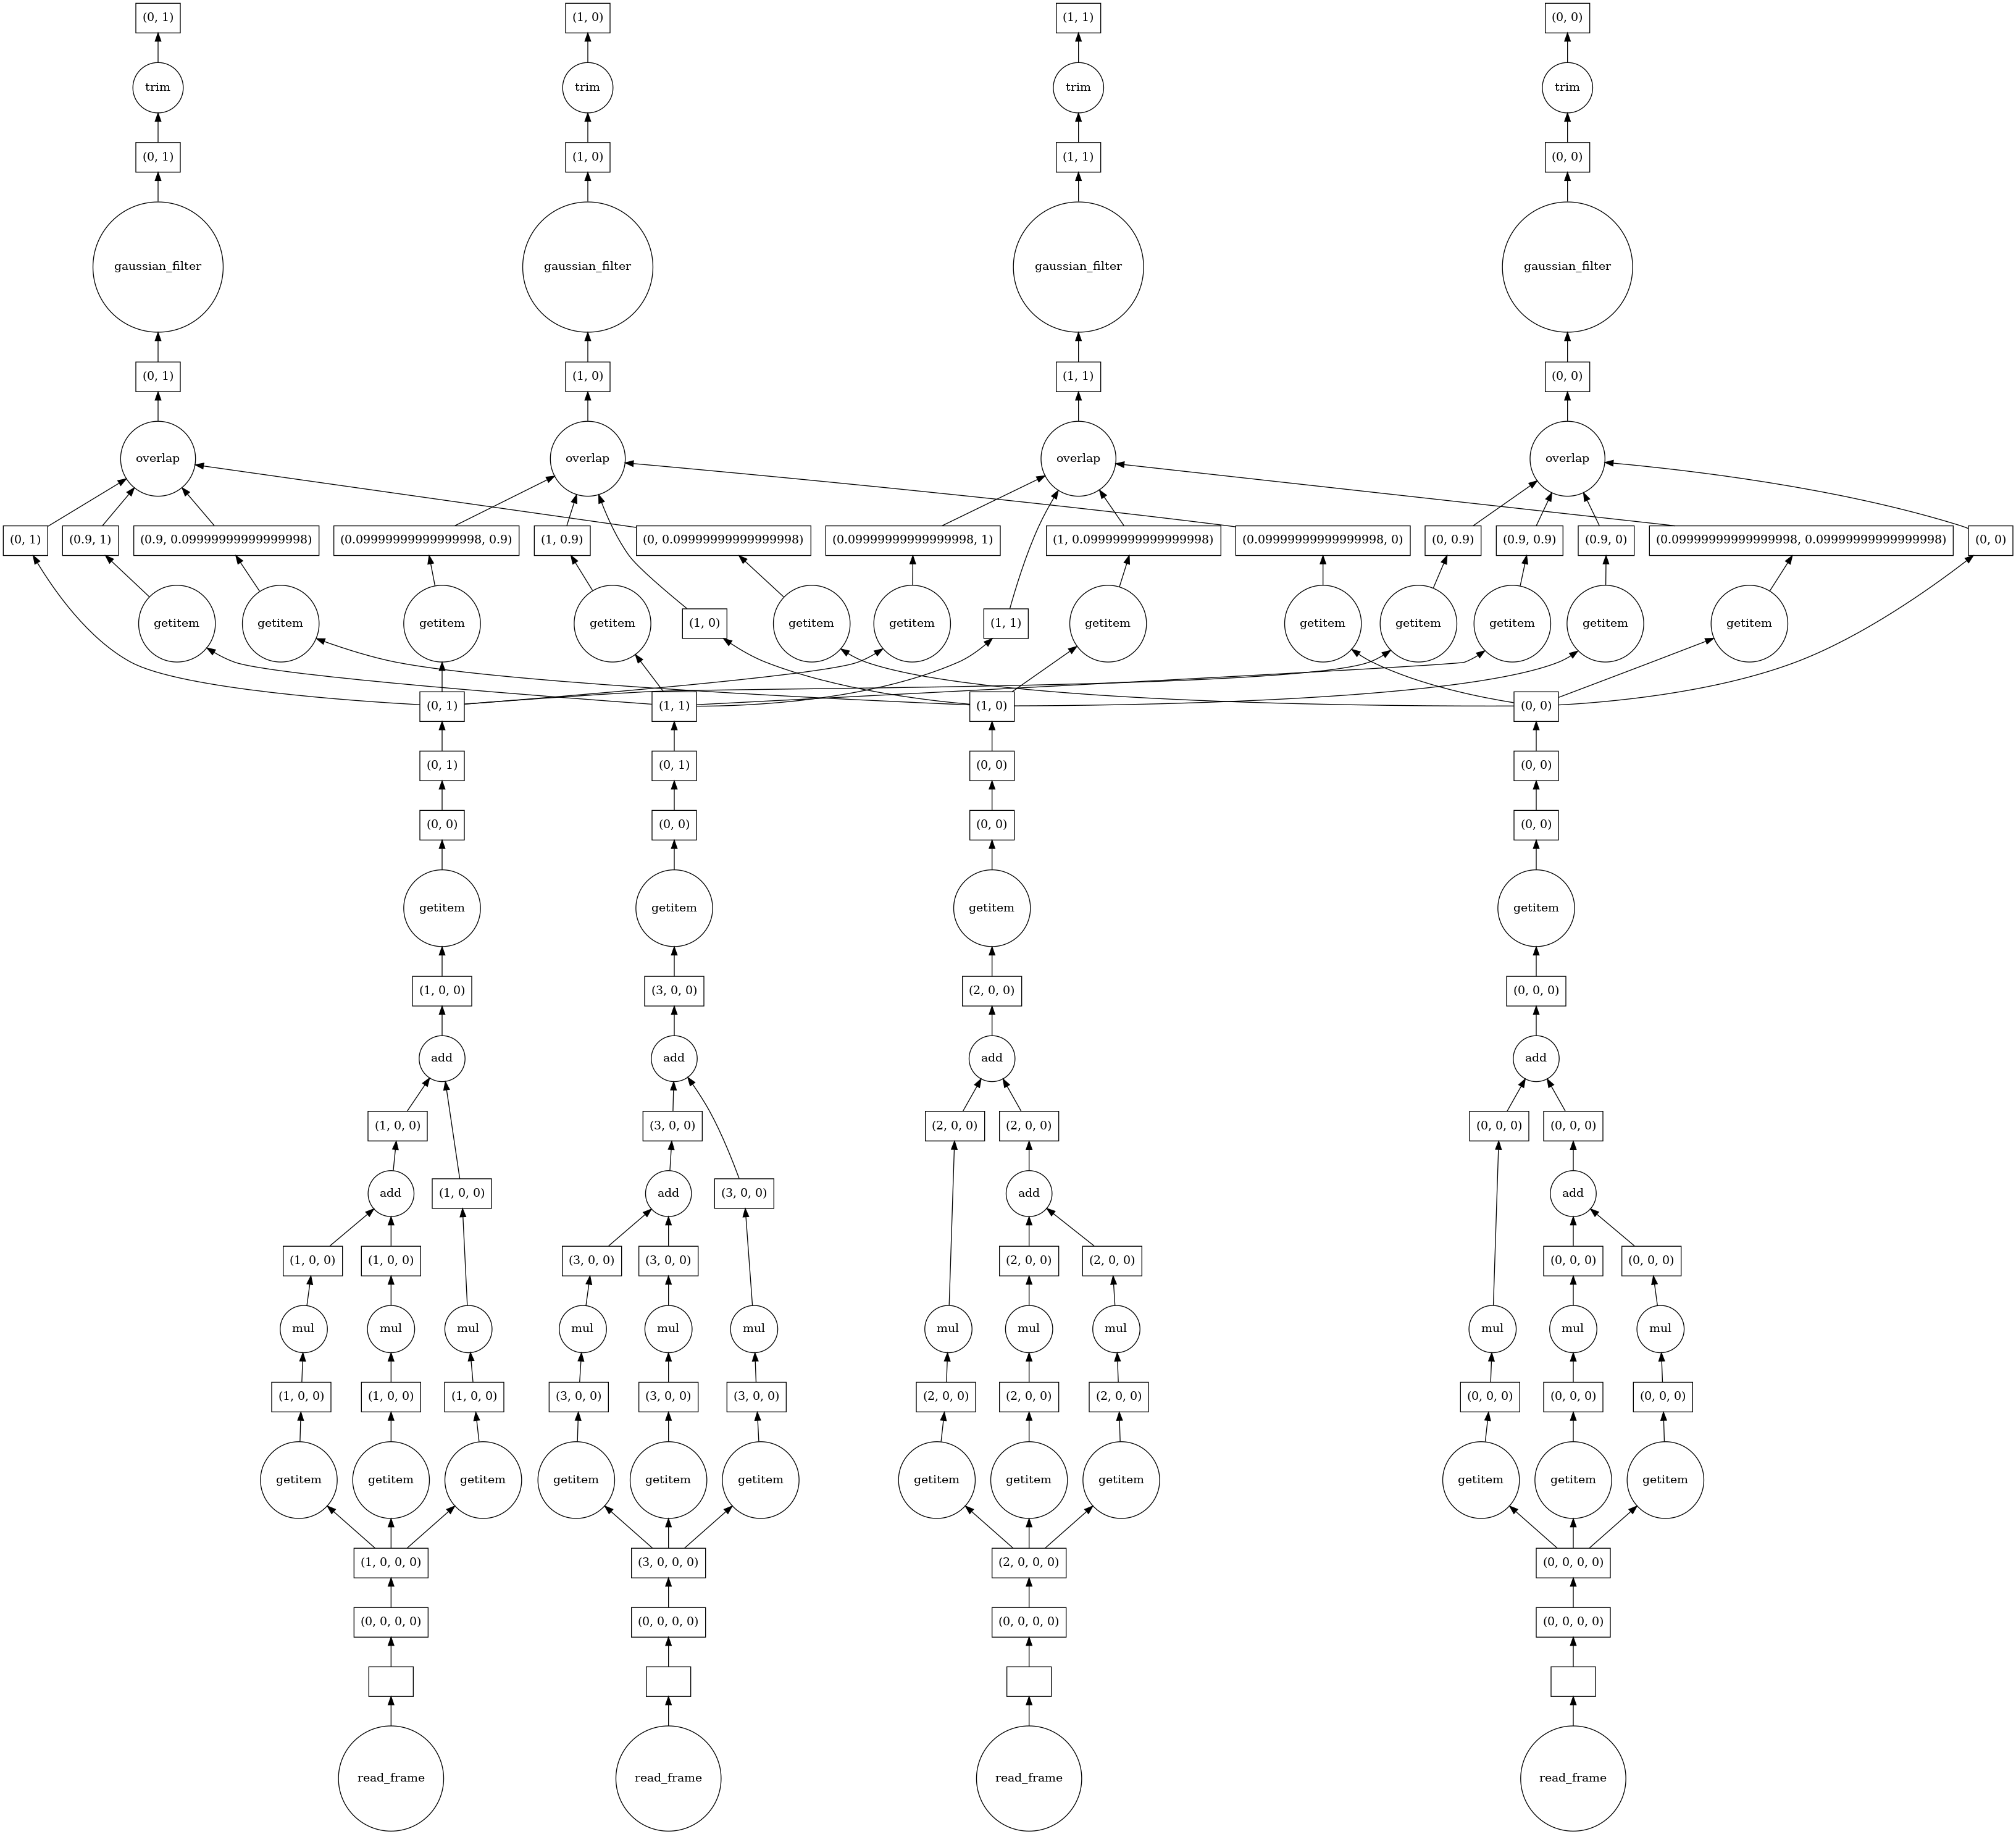 (0, 1)
(1, 0)
(1, 1)
(0, 0)
trim
trim
trim
trim
(0, 1)
(1, 0)
(1, 1)
(0, 0)
gaussian_filter
gaussian_filter
gaussian_filter
gaussian_filter
(0, 1)
(1, 0)
(1, 1)
(0, 0)
overlap
overlap
overlap
overlap
(0, 1)
(0.9, 1)
(0.9, 0.09999999999999998)
(0.09999999999999998, 0.9)
(1, 0.9)
(0, 0.09999999999999998)
(0.09999999999999998, 1)
(1, 0.09999999999999998)
(0.09999999999999998, 0)
(0, 0.9)
(0.9, 0.9)
(0.9, 0)
(0.09999999999999998, 0.09999999999999998)
(0, 0)
getitem
getitem
getitem
getitem
(1, 0)
getitem
getitem
(1, 1)
getitem
getitem
getitem
getitem
getitem
getitem
(0, 1)
(1, 1)
(1, 0)
(0, 0)
(0, 1)
(0, 1)
(0, 0)
(0, 0)
(0, 0)
(0, 0)
(0, 0)
(0, 0)
getitem
getitem
getitem
getitem
(1, 0, 0)
(3, 0, 0)
(2, 0, 0)
(0, 0, 0)
add
add
add
add
(1, 0, 0)
(3, 0, 0)
(2, 0, 0)
(2, 0, 0)
(0, 0, 0)
(0, 0, 0)
add
(1, 0, 0)
add
(3, 0, 0)
add
add
(1, 0, 0)
(1, 0, 0)
(3, 0, 0)
(3, 0, 0)
(2, 0, 0)
(2, 0, 0)
(0, 0, 0)
(0, 0, 0)
mul
mul
mul
mul
mul
mul
mul
mul
mul
mul
mul
mul
(1, 0, 0)
(1, 0, 0)
(1, 0, 0)
(3, 0, 0)
(3, 0, 0)
(3, 0, 0)
(2, 0, 0)
(2, 0, 0)
(2, 0, 0)
(0, 0, 0)
(0, 0, 0)
(0, 0, 0)
getitem
getitem
getitem
getitem
getitem
getitem
getitem
getitem
getitem
getitem
getitem
getitem
(1, 0, 0, 0)
(3, 0, 0, 0)
(2, 0, 0, 0)
(0, 0, 0, 0)
(0, 0, 0, 0)
(0, 0, 0, 0)
(0, 0, 0, 0)
(0, 0, 0, 0)
read_frame
read_frame
read_frame
read_frame